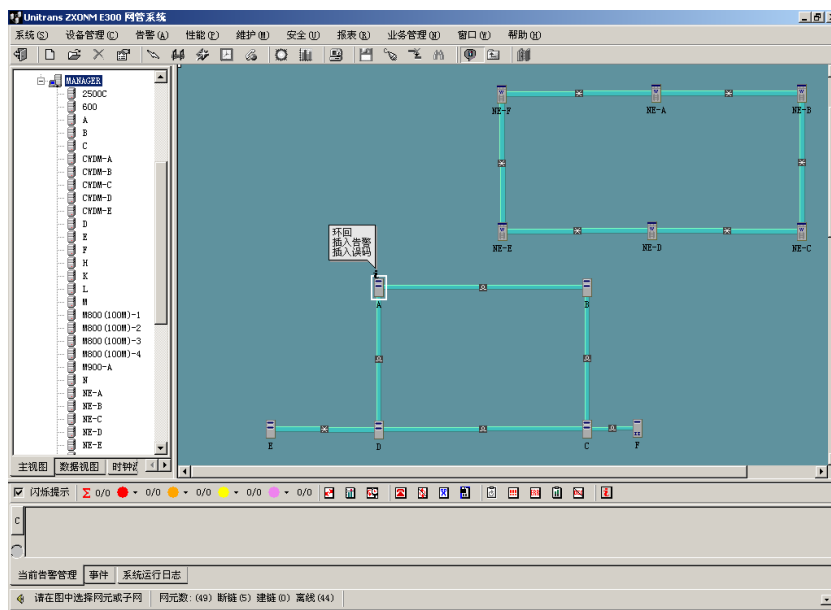 Unitrans ZXONM E300 网管系统
系统(S) 设备管理(C) 告警(A) 性能(P) 维护(M) 安全(U) 报表(R) 业务管理(N) 窗口(W) 帮助(H)
MANAGER
2500C
600
A
B
C
CWDM-A
CWDM-B
CWDM-C
CWDM-D
CWDM-E
D
E
F
H
K
L
M
M800(100M)-1
M800(100M)-2
M800(100M)-3
M800(100M)-4
M900-A
N
NE-A
NE-B
NE-C
NE-D
NE-E
主视图 数据视图 时钟
NE-F NE-A NE-B
NE-E NE-D NE-C
环回
插入告警
插入误码
A B
E D C F
闪烁提示 Σ 0/0 0/0 0/0 0/0 0/0
C
当前告警管理 事件 系统运行日志
请在图中选择网元或子网 网元数:(49) 断链(5) 建链(0) 离线(44)